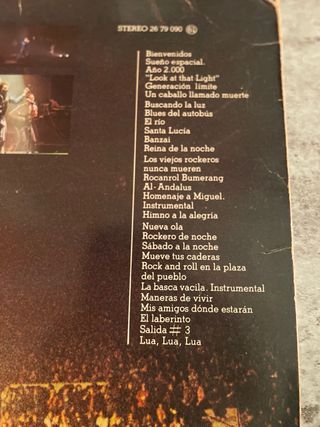 STEREO 26 79 090
Bienvenidos
Sueño espacial.
Año 2.000
"Look at that Light"
Generación límite
Un caballo llamado muerte
Buscando la luz
Blues del autobús
El río
Santa Lucía
Banzai
Reina de la noche
Los viejos rockeros
nunca mueren
Rocanrol Bumerang
Al-Andalus
Homenaje a Miguel.
Instrumental
Himno a la alegría
Nueva ola
Rockero de noche
Sábado a la noche
Mueve tus caderas
Rock and roll en la plaza
del pueblo
La basca vacila. Instrumental
Maneras de vivir
Mis amigos dónde estarán
El laberinto
Salida # 3
Lua, Lua, Lua